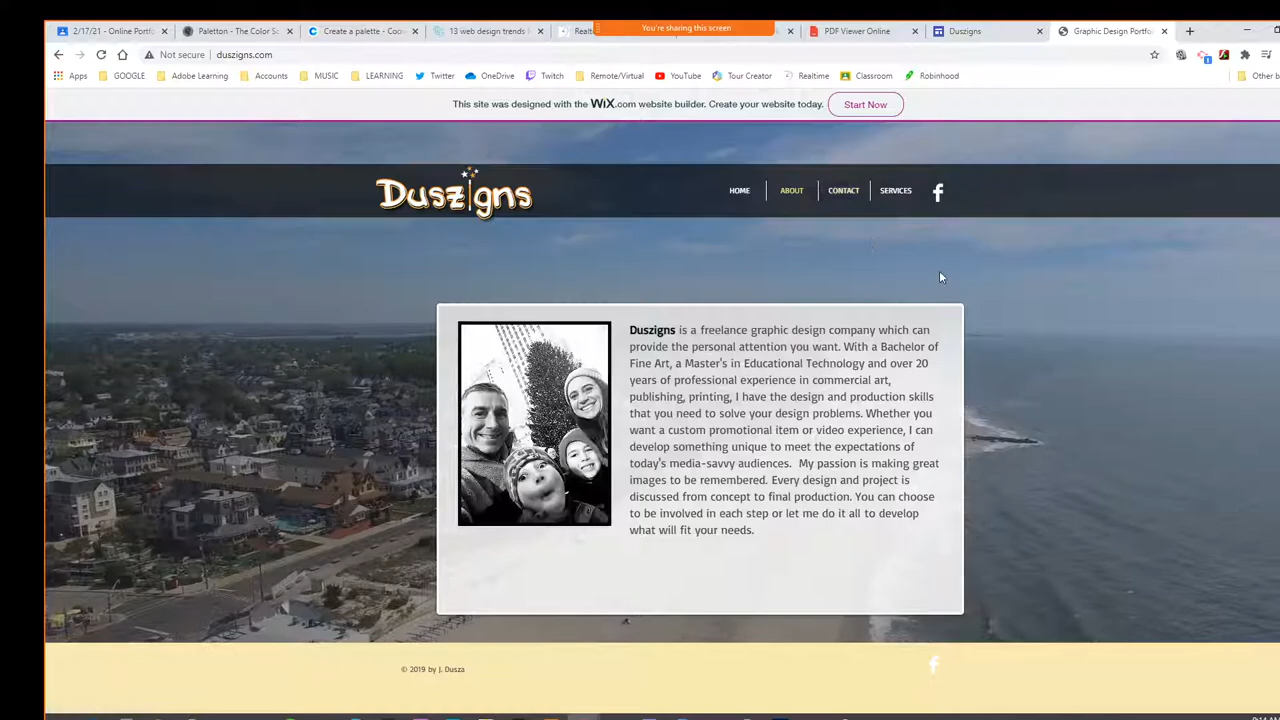 You're sharing this screen
2/17/21 - Online Portfo
Paletton - The Color Sc
Create a palette - Coo
13 web design trends f
Realt
PDF Viewer Online
Duszigns
Graphic Design Portfo
Not secure
duszigns.com
Apps
GOOGLE
Adobe Learning
Accounts
MUSIC
LEARNING
Twitter
OneDrive
Twitch
Remote/Virtual
YouTube
Tour Creator
Realtime
Classroom
Robinhood
Other b
This site was designed with the WiX.com website builder. Create your website today.
Start Now
Duszigns
HOME
ABOUT
CONTACT
SERVICES
Duszigns is a freelance graphic design company which can
provide the personal attention you want. With a Bachelor of
Fine Art, a Master's in Educational Technology and over 20
years of professional experience in commercial art,
publishing, printing, I have the design and production skills
that you need to solve your design problems. Whether you
want a custom promotional item or video experience, I can
develop something unique to meet the expectations of
today's media-savvy audiences. My passion is making great
images to be remembered. Every design and project is
discussed from concept to final production. You can choose
to be involved in each step or let me do it all to develop
what will fit your needs.
© 2019 by J. Dusza